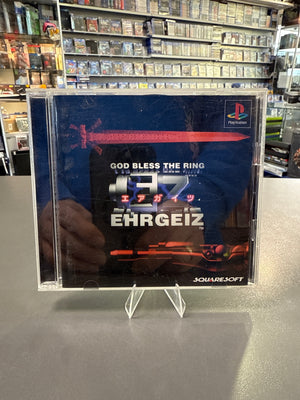 PlayStation
GOD BLESS THE RING
エアガイツ
EHRGEIZ
SQUARESOFT